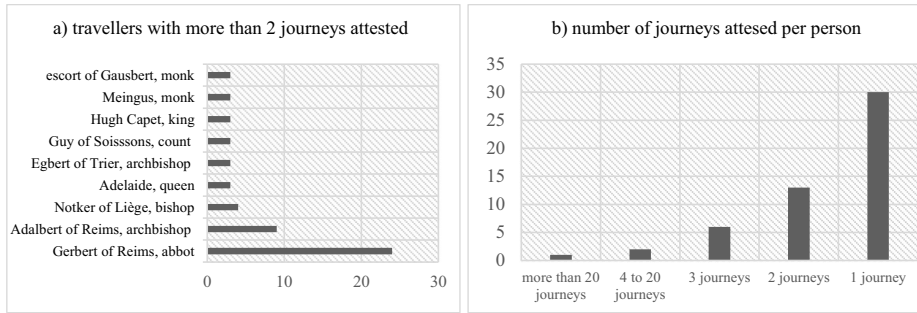 a) travellers with more than 2 journeys attested
escort of Gausbert, monk
Meingus, monk
Hugh Capet, king
Guy of Soisssons, count
Egbert of Trier, archbishop
Adelaide, queen
Notker of Liège, bishop
Adalbert of Reims, archbishop
Gerbert of Reims, abbot
0 10 20 30
b) number of journeys attesed per person
35
30
25
20
15
10
5
0
more than 20 journeys
4 to 20 journeys
3 journeys
2 journeys
1 journey